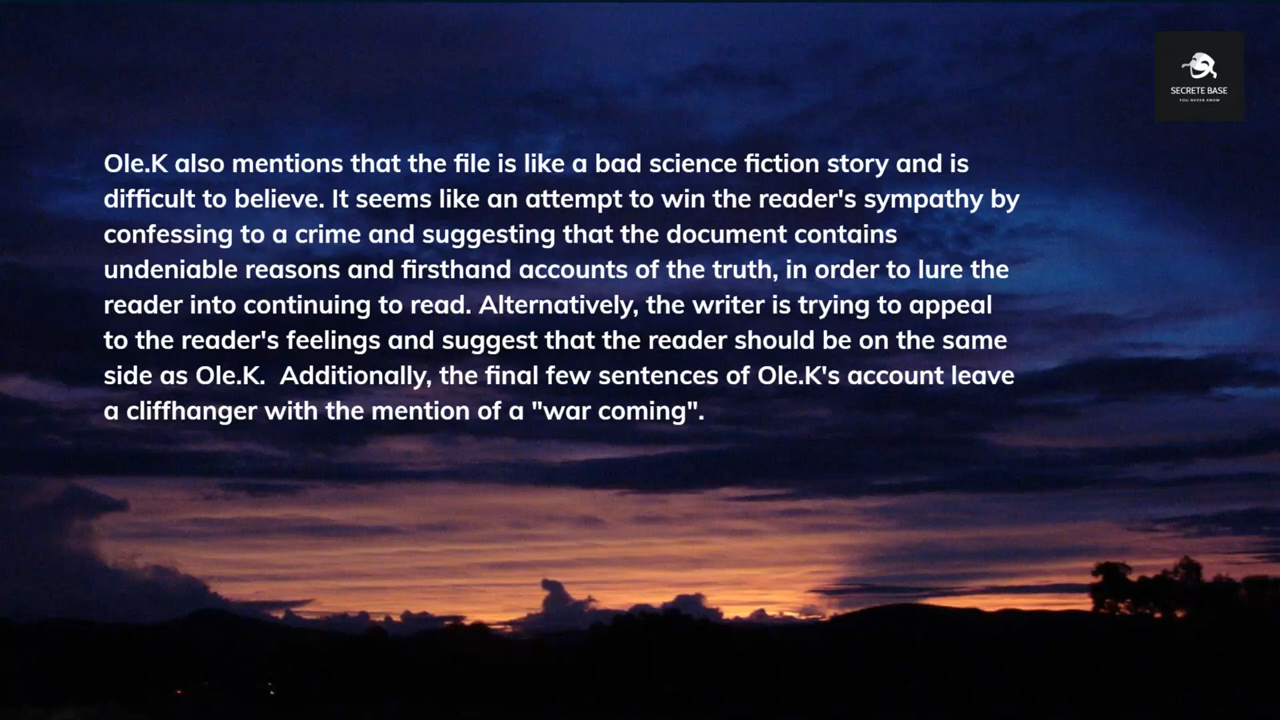 SECRETE BASE
YOU NEVER KNOW
Ole.K also mentions that the file is like a bad science fiction story and is
difficult to believe. It seems like an attempt to win the reader's sympathy by
confessing to a crime and suggesting that the document contains
undeniable reasons and firsthand accounts of the truth, in order to lure the
reader into continuing to read. Alternatively, the writer is trying to appeal
to the reader's feelings and suggest that the reader should be on the same
side as Ole.K.  Additionally, the final few sentences of Ole.K's account leave
a cliffhanger with the mention of a "war coming".